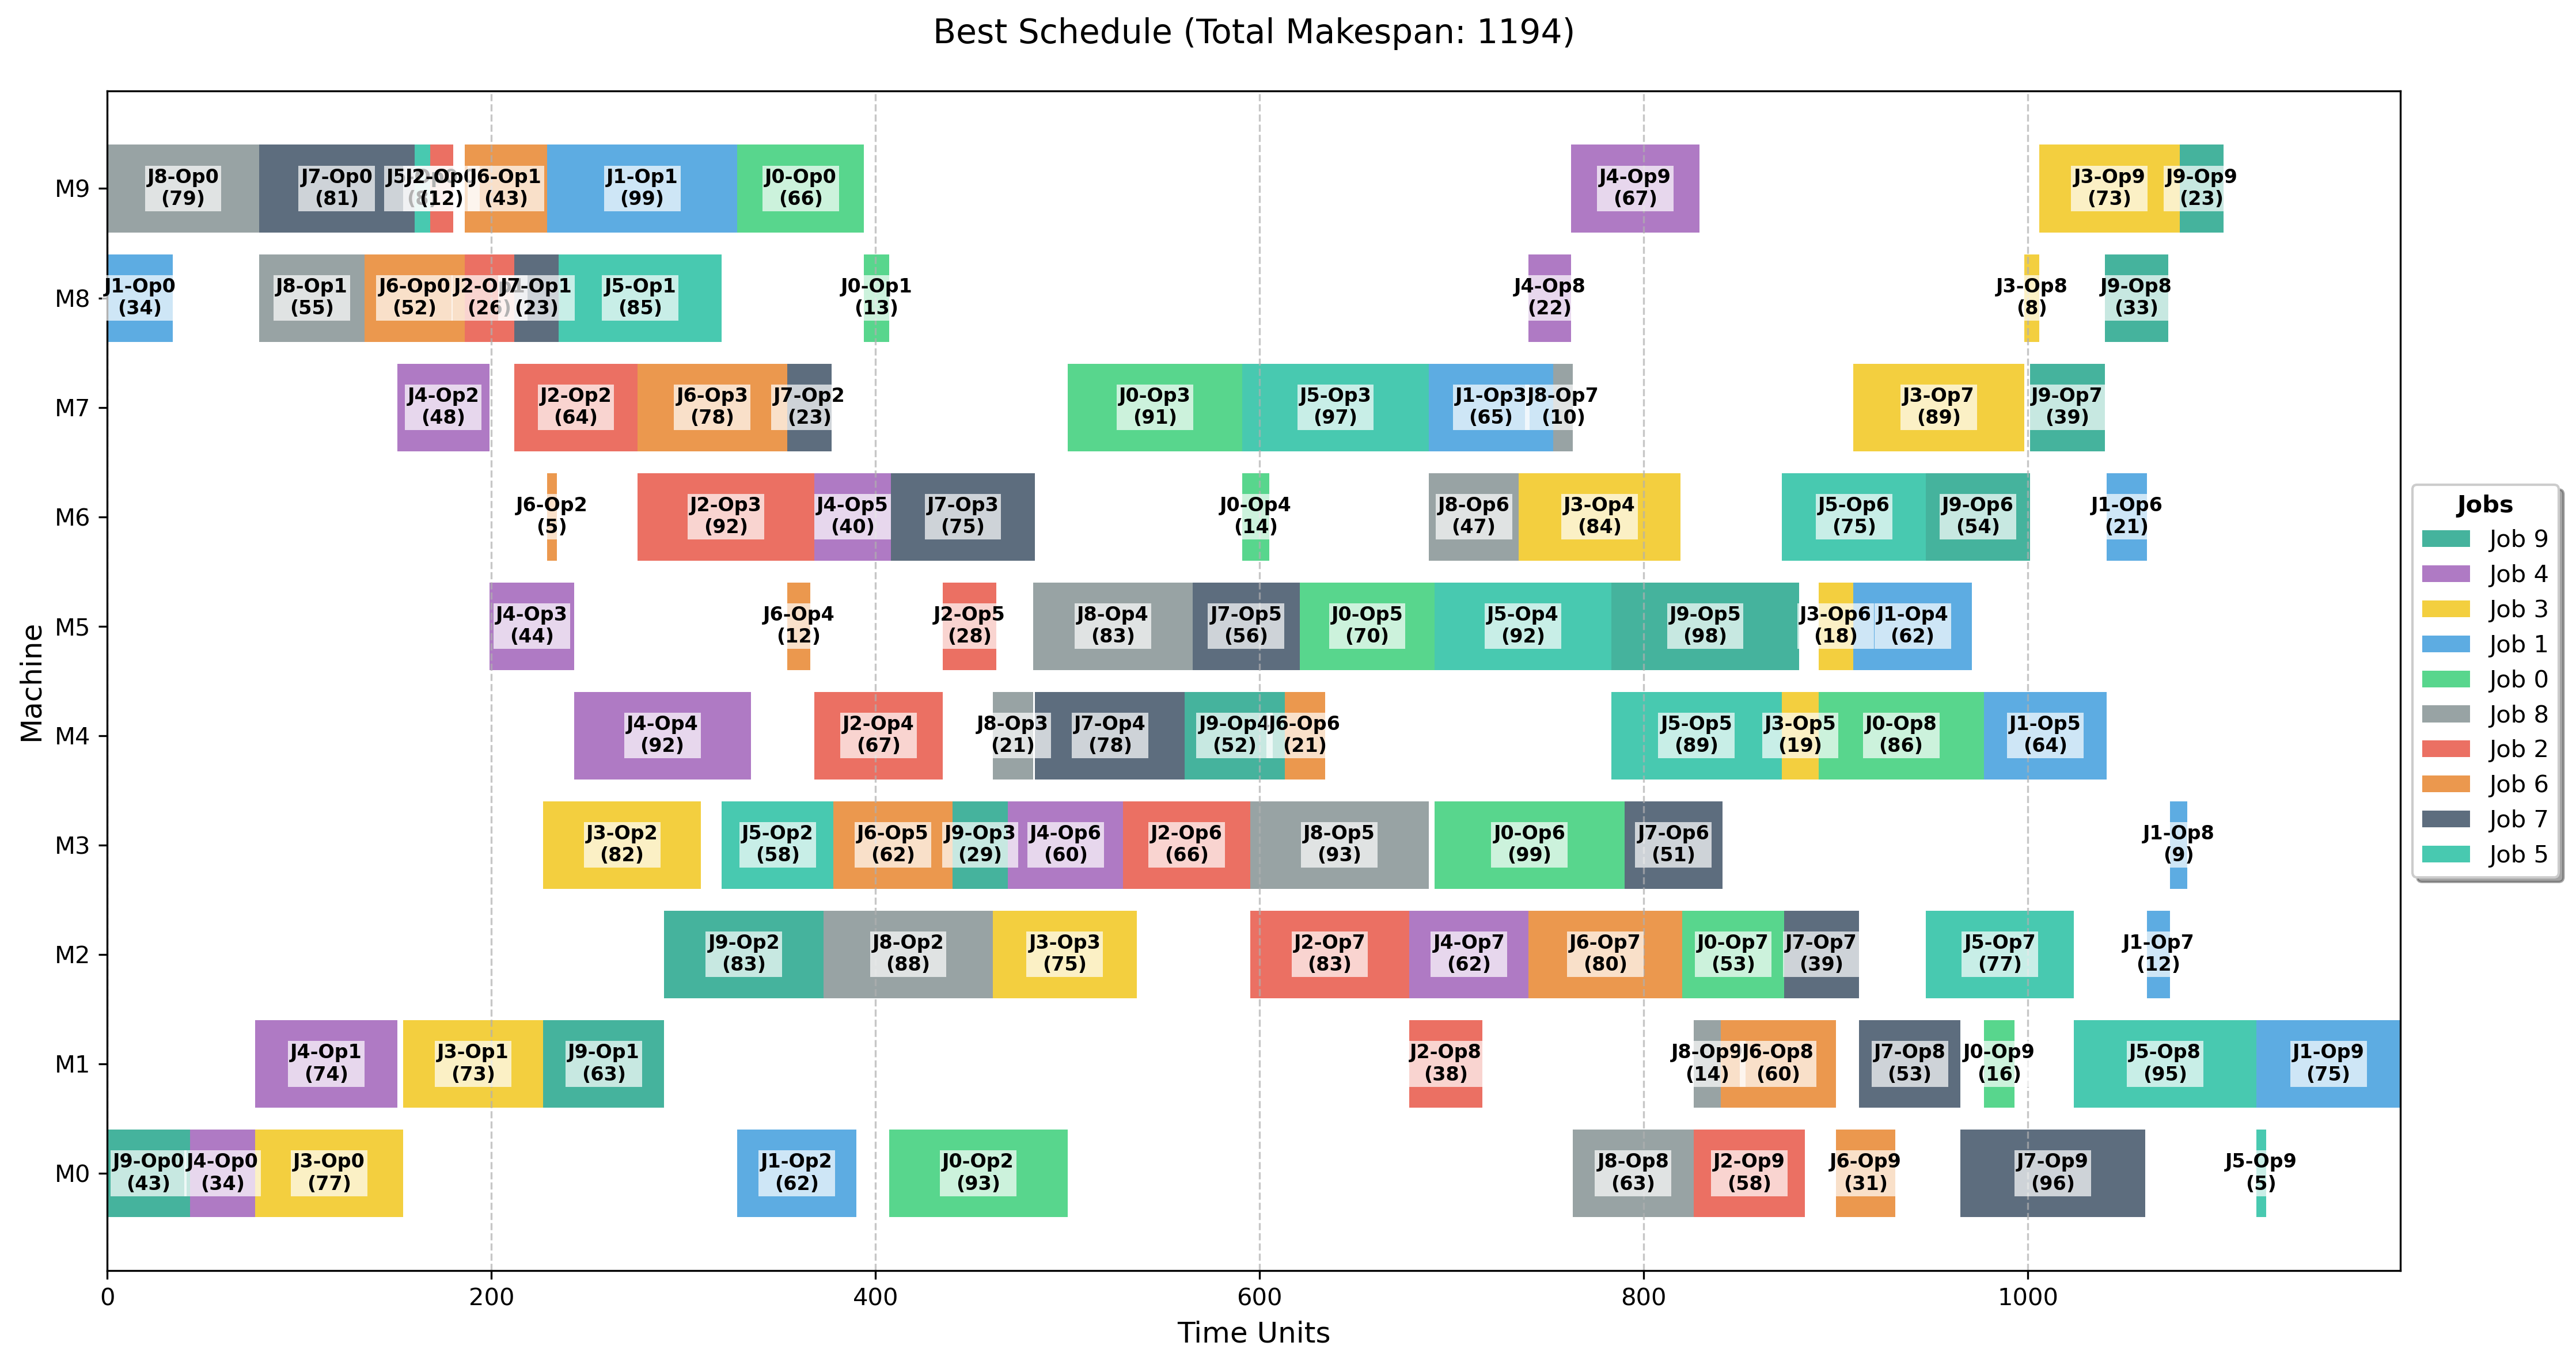 Best Schedule (Total Makespan: 1194)
M9
J8-Op0
(79)
J7-Op0
(81)
J2-Op0
(12)
J6-Op1
(43)
J1-Op1
(99)
J0-Op0
(66)
J4-Op9
(67)
J3-Op9
(73)
J9-Op9
(23)
M8
J1-Op0
(34)
J8-Op1
(55)
J6-Op0
(52)
(26)
J7-Op1
(23)
J5-Op1
(85)
J0-Op1
(13)
J4-Op8
(22)
J3-Op8
(8)
J9-Op8
(33)
M7
J4-Op2
(48)
J2-Op2
(64)
J6-Op3
(78)
J7-Op2
(23)
J0-Op3
(91)
J5-Op3
(97)
J1-Op3
(65)
J8-Op7
(10)
J3-Op7
(89)
J9-Op7
(39)
M6
J6-Op2
(5)
J2-Op3
(92)
J4-Op5
(40)
J7-Op3
(75)
J0-Op4
(14)
J8-Op6
(47)
J3-Op4
(84)
J5-Op6
(75)
J9-Op6
(54)
J1-Op6
(21)
M5
J4-Op3
(44)
J6-Op4
(12)
J2-Op5
(28)
J8-Op4
(83)
J7-Op5
(56)
J0-Op5
(70)
J5-Op4
(92)
J9-Op5
(98)
J3-Op6
(18)
J1-Op4
(62)
M4
J4-Op4
(92)
J2-Op4
(67)
J8-Op3
(21)
J7-Op4
(78)
J9-Op4
(52)
J6-Op6
(21)
J5-Op5
(89)
J3-Op5
(19)
J0-Op8
(86)
J1-Op5
(64)
M3
J3-Op2
(82)
J5-Op2
(58)
J6-Op5
(62)
J9-Op3
(29)
J4-Op6
(60)
J2-Op6
(66)
J8-Op5
(93)
J0-Op6
(99)
J7-Op6
(51)
J1-Op8
(9)
M2
J9-Op2
(83)
J8-Op2
(88)
J3-Op3
(75)
J2-Op7
(83)
J4-Op7
(62)
J6-Op7
(80)
J0-Op7
(53)
J7-Op7
(39)
J5-Op7
(77)
J1-Op7
(12)
M1
J4-Op1
(74)
J3-Op1
(73)
J9-Op1
(63)
J2-Op8
(38)
J8-Op9
(14)
J6-Op8
(60)
J7-Op8
(53)
J0-Op9
(16)
J5-Op8
(95)
J1-Op9
(75)
M0
J9-Op0
(43)
J4-Op0
(34)
J3-Op0
(77)
J1-Op2
(62)
J0-Op2
(93)
J8-Op8
(63)
J2-Op9
(58)
J6-Op9
(31)
J7-Op9
(96)
J5-Op9
(5)
Machine
0 200 400 600 800 1000
Time Units
Jobs
Job 9
Job 4
Job 3
Job 1
Job 0
Job 8
Job 2
Job 6
Job 7
Job 5